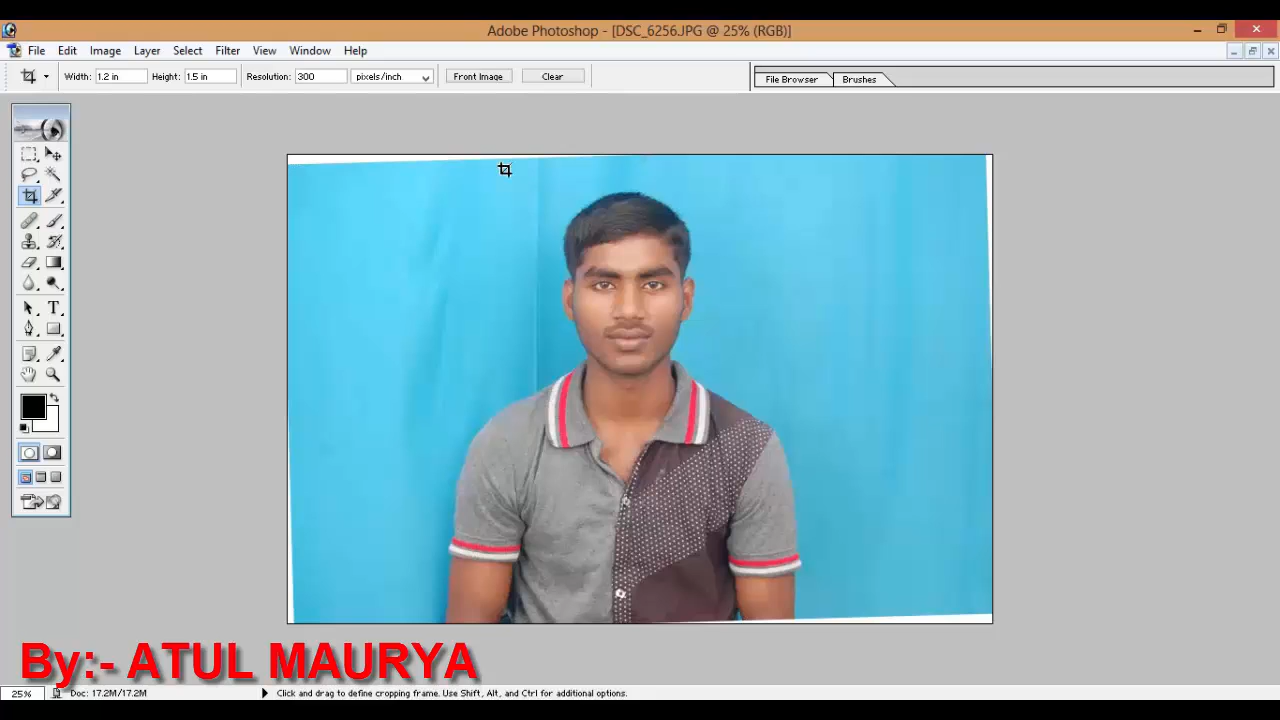 Adobe Photoshop - [DSC_6256.JPG @ 25% (RGB)]
File Edit Image Layer Select Filter View Window Help
Width: 1.2 in Height: 1.5 in Resolution: 300 pixels/inch Front Image Clear File Browser Brushes
T
By:- ATUL MAURYA
25% Doc: 17.2M/17.2M Click and drag to define cropping frame. Use Shift, Alt, and Ctrl for additional options.